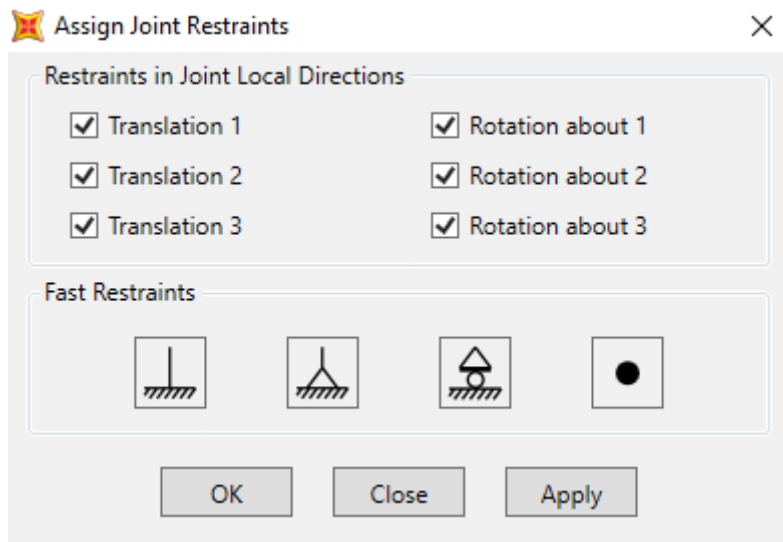 Assign Joint Restraints
Restraints in Joint Local Directions
Translation 1 Rotation about 1
Translation 2 Rotation about 2
Translation 3 Rotation about 3
Fast Restraints
OK Close Apply